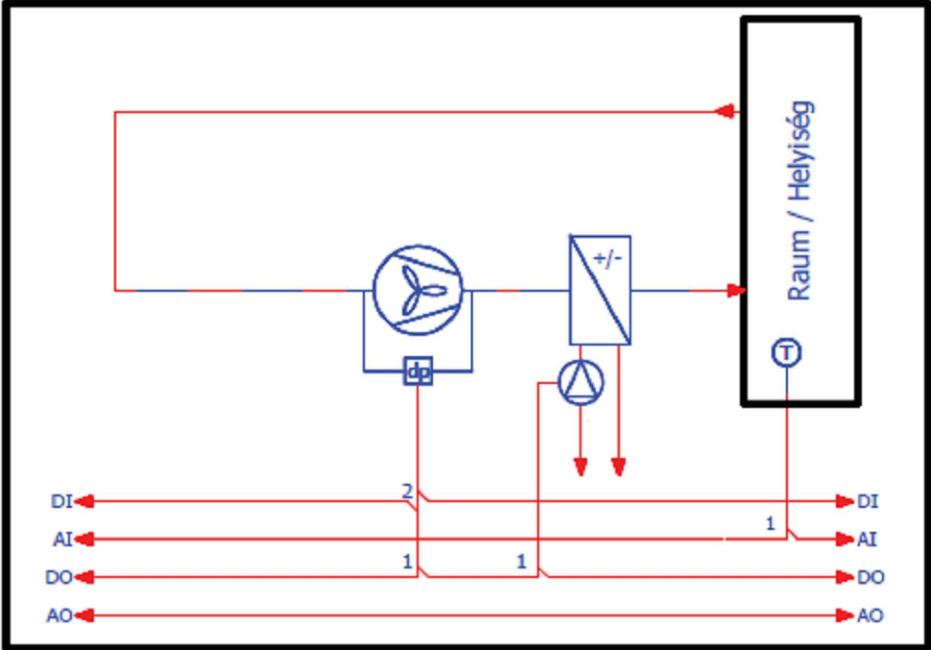 Raum / Helyiség
+/-
T
dp
2
DI DI
1
AI AI
1 1
DO DO
AO AO